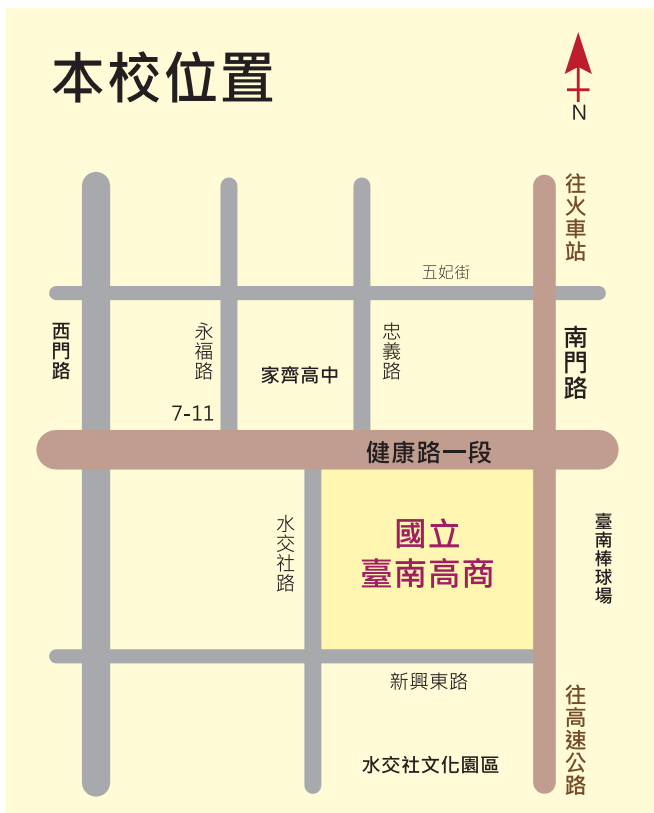 本校位置
N
往火車站
五妃街
西門路
永福路
忠義路
南門路
家齊高中
7-11
健康路一段
水交社路
國立
臺南高商
臺南棒球場
新興東路
往高速公路
水交社文化園區